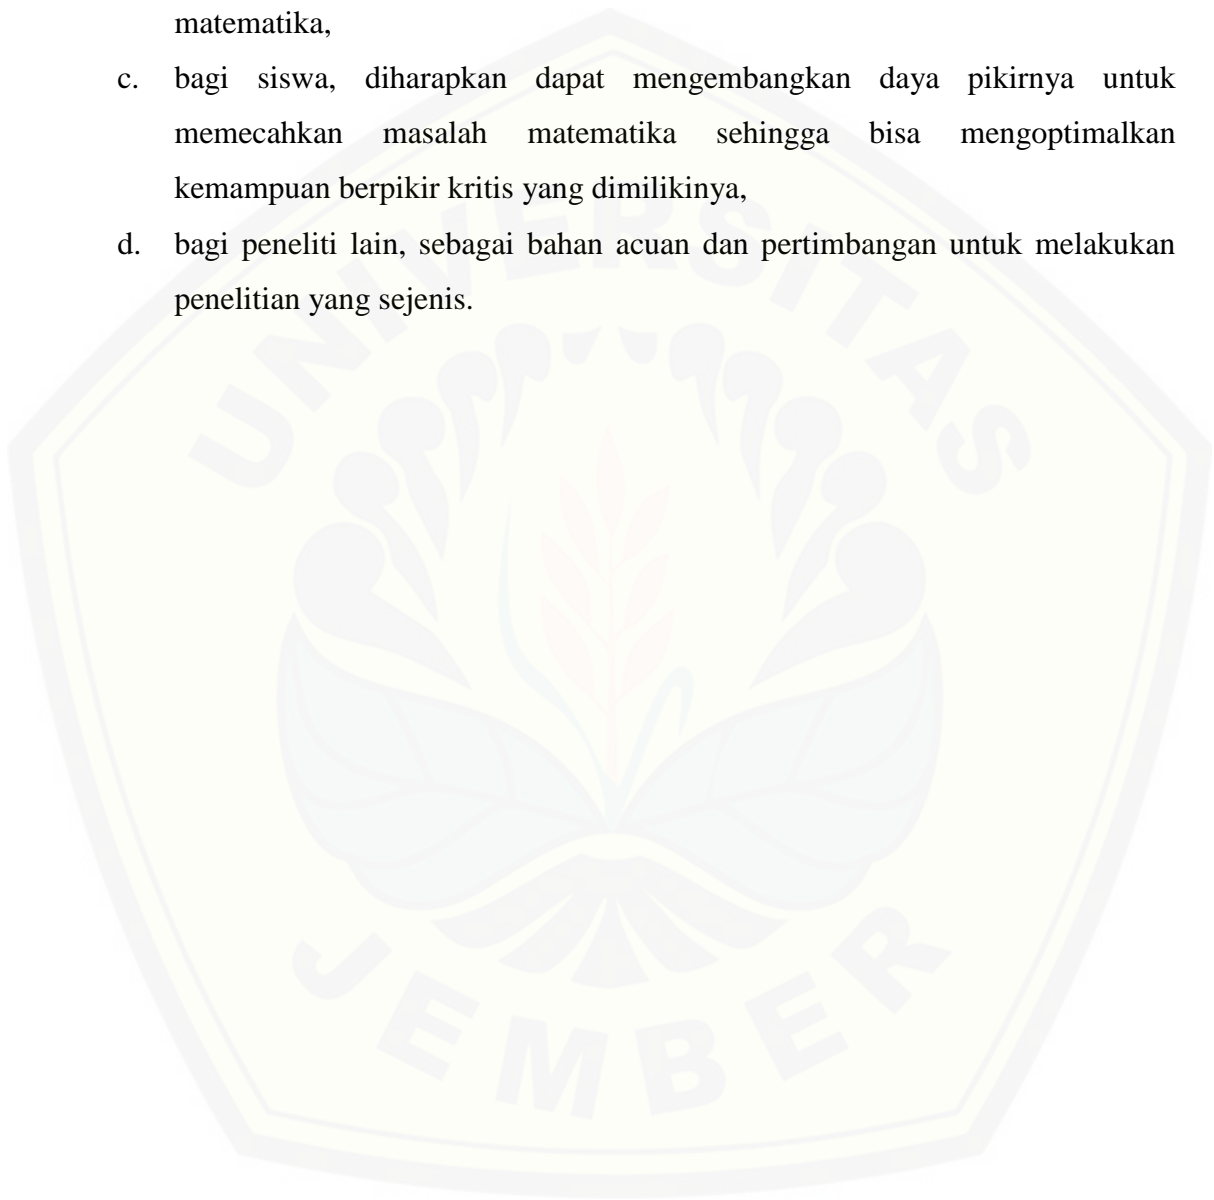 matematika,
c. bagi siswa, diharapkan dapat mengembangkan daya pikirnya untuk
memecahkan masalah matematika sehingga bisa mengoptimalkan
kemampuan berpikir kritis yang dimilikinya,
d. bagi peneliti lain, sebagai bahan acuan dan pertimbangan untuk melakukan
penelitian yang sejenis.
UNIVERSITAS
JEMBER